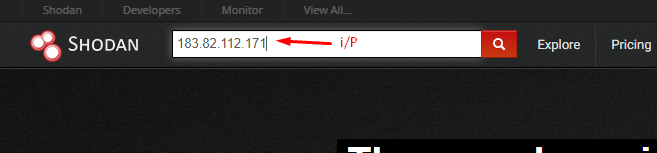 Shodan Developers Monitor View All...
SHODAN 183.82.112.171 i/P Explore Pricing